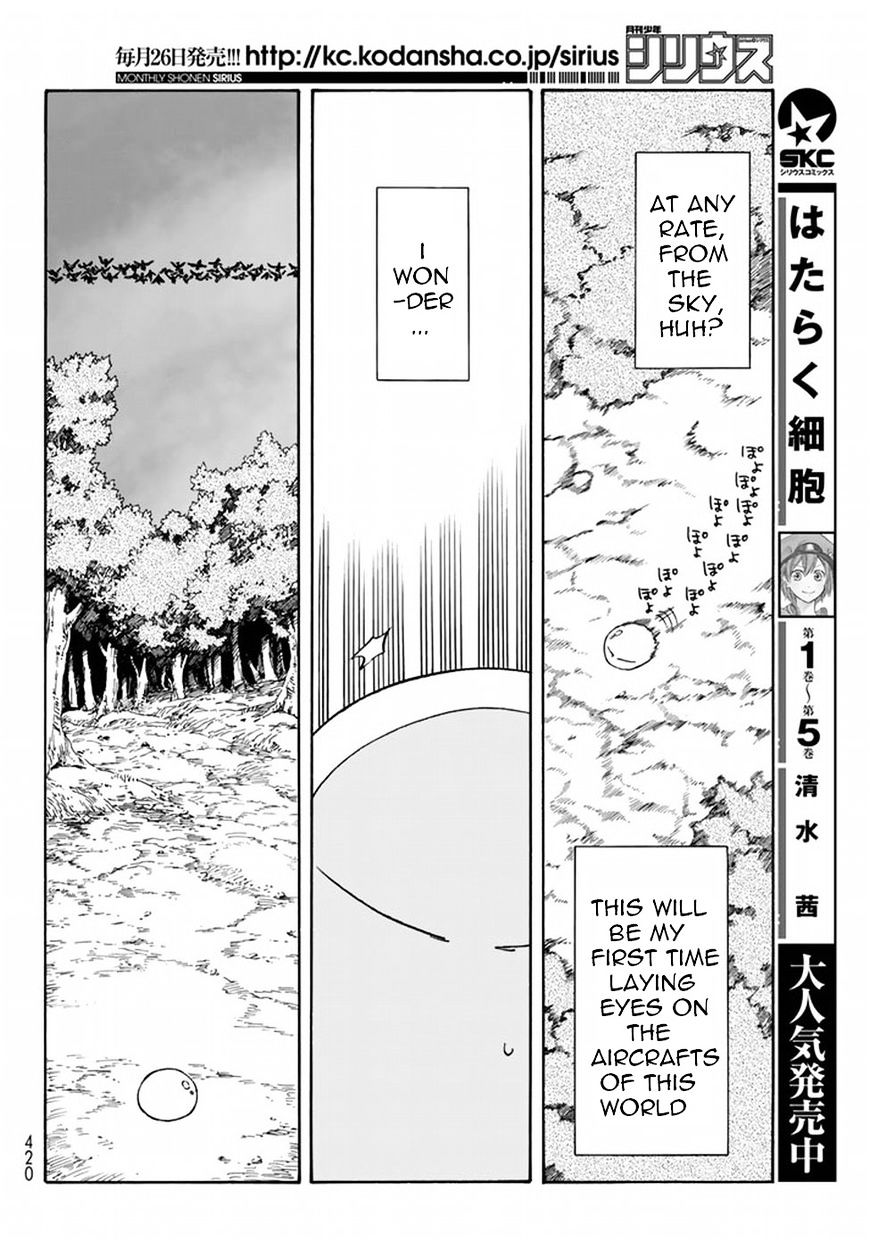 毎月26日発売!!! http://kc.kodansha.co.jp/sirius
MONTHLY SHONEN SIRIUS
月刊少年
シリウス
AT ANY
RATE,
FROM
THE
SKY,
HUH?
ぽよ
ぽよ
ぽよ
ぽよ
ぽよ
ぽよ
ぽよ
ぽよ
ぽよ
THIS WILL
BE MY
FIRST TIME
LAYING
EYES ON
THE
AIRCRAFTS
OF THIS
WORLD
I
WON
-DER
...
SKC
シリウスコミックス
はたらく細胞
第1巻~第5巻
清水 茜
大人気発売中
420